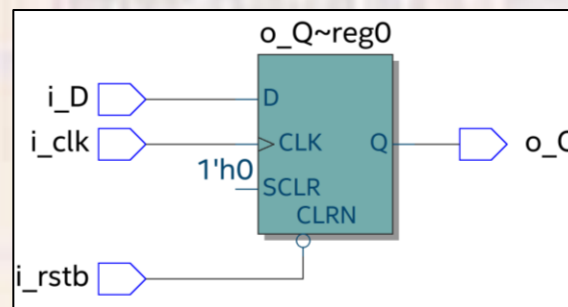 o_Q~reg0
i_D
D
i_clk
CLK
Q
1'h0
SCLR
CLRN
i_rstb